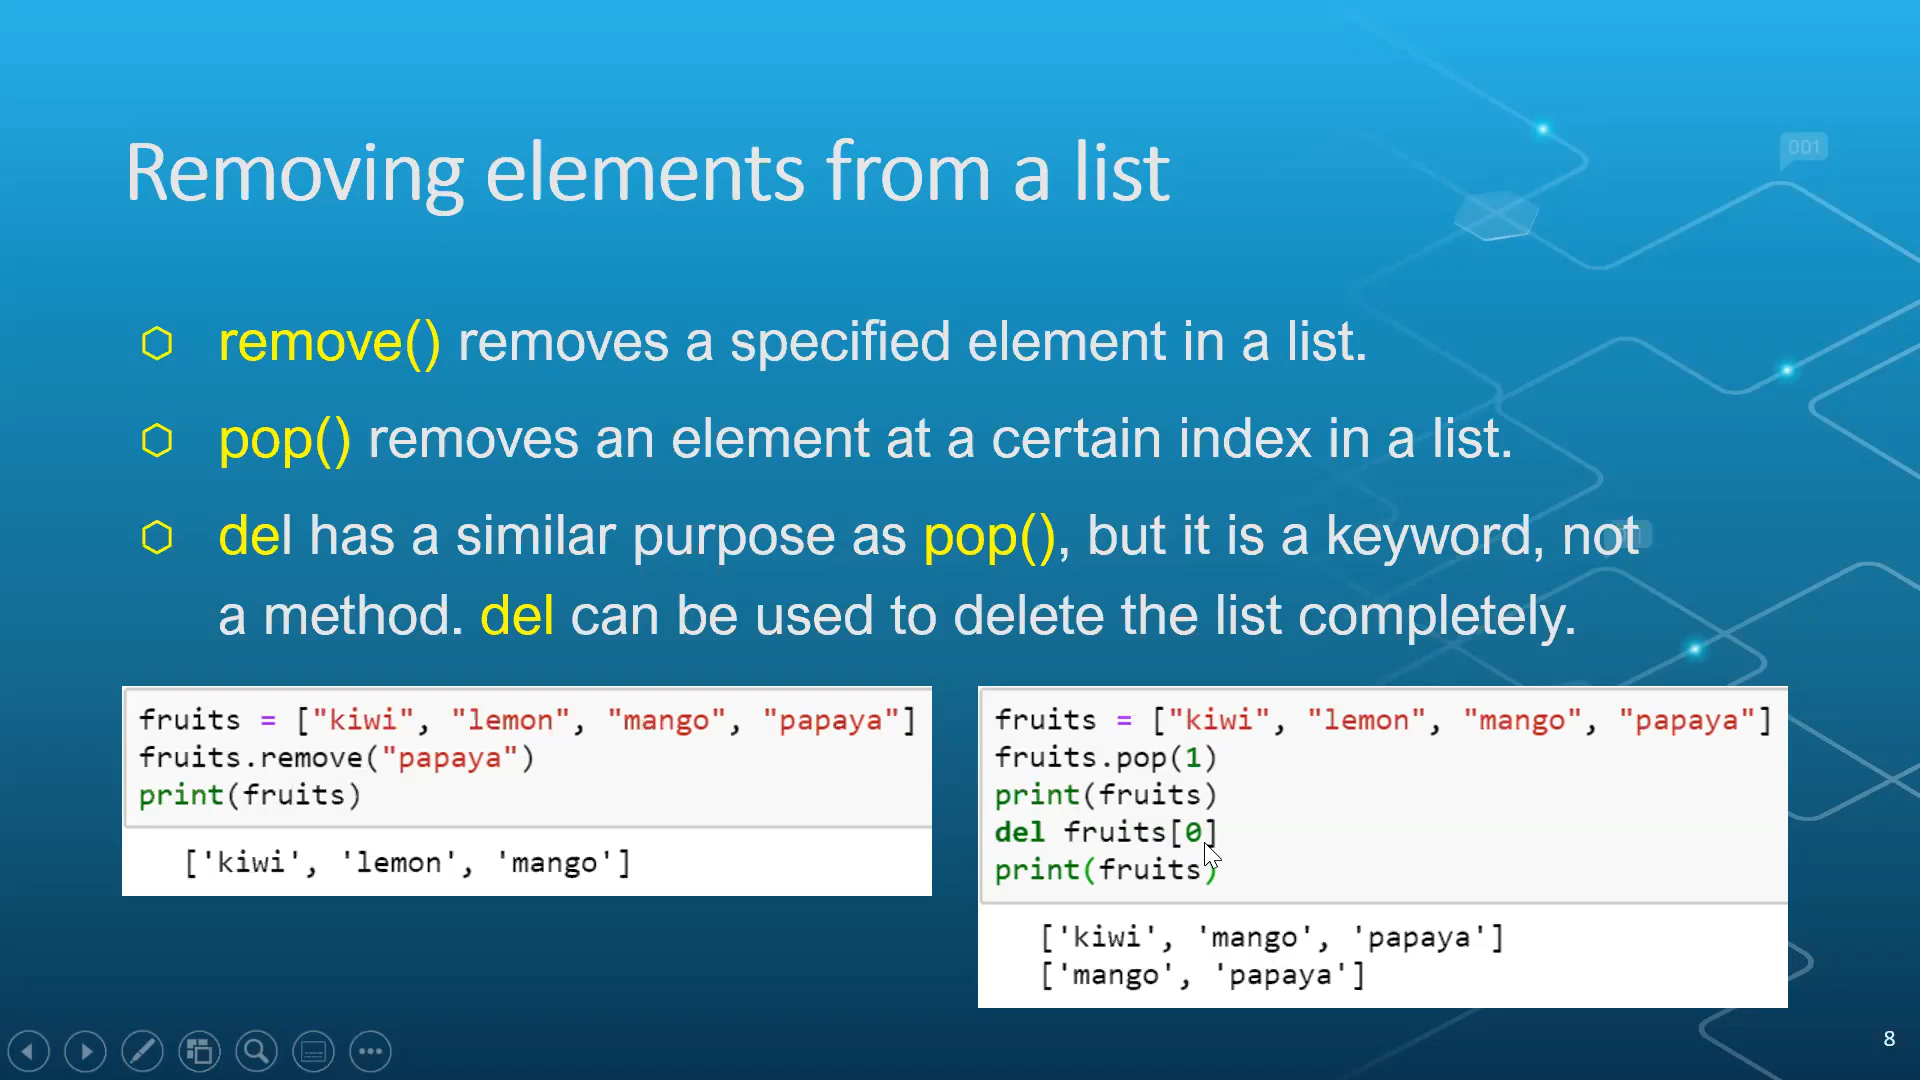 001
Removing elements from a list
remove() removes a specified element in a list.
pop() removes an element at a certain index in a list.
del has a similar purpose as pop(), but it is a keyword, not
a method. del can be used to delete the list completely.
fruits = ["kiwi", "lemon", "mango", "papaya"]
fruits.remove("papaya")
print(fruits)
['kiwi', 'lemon', 'mango']
fruits = ["kiwi", "lemon", "mango", "papaya"]
fruits.pop(1)
print(fruits)
del fruits[0]
print(fruits)
['kiwi', 'mango', 'papaya']
['mango', 'papaya']
8